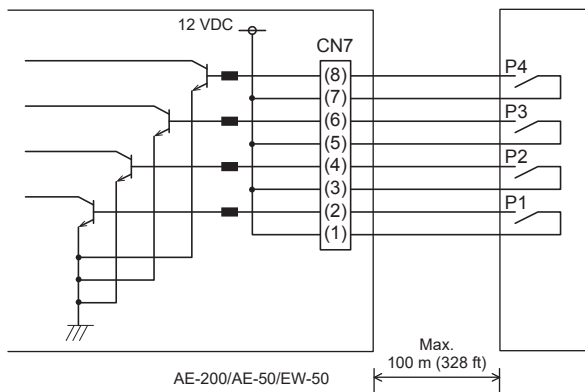 12 VDC
CN7
(8)
P4
(7)
(6)
P3
(5)
(4)
P2
(3)
(2)
P1
(1)
Max.
100 m (328 ft)
AE-200/AE-50/EW-50